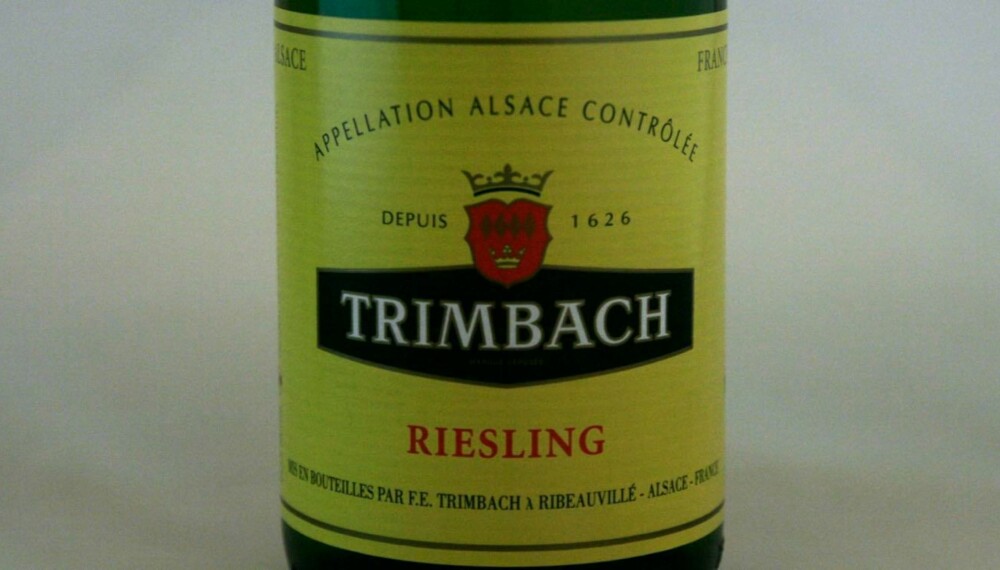 ALSACE FRANCE
APPELLATION ALSACE CONTRÔLÉE
DEPUIS 1626
TRIMBACH
RIESLING
MIS EN BOUTEILLES PAR F.E. TRIMBACH À RIBEAUVILLÉ - ALSACE - FRANCE